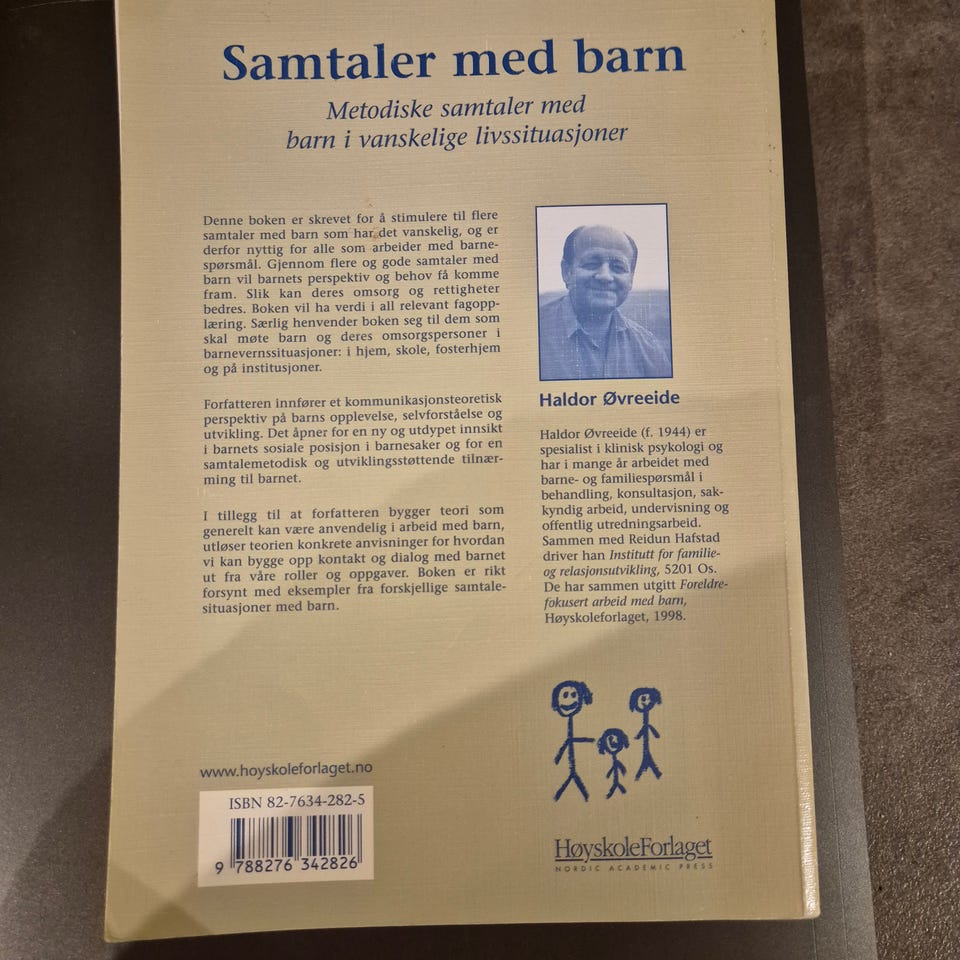 Samtaler med barn
Metodiske samtaler med
barn i vanskelige livssituasjoner
Denne boken er skrevet for å stimulere til flere
samtaler med barn som har det vanskelig, og er
derfor nyttig for alle som arbeider med barne-
spørsmål. Gjennom flere og gode samtaler med
barn vil barnets perspektiv og behov få komme
fram. Slik kan deres omsorg og rettigheter
bedres. Boken vil ha verdi i all relevant fagopp-
læring. Særlig henvender boken seg til dem som
skal møte barn og deres omsorgspersoner i
barnevernssituasjoner: i hjem, skole, fosterhjem
og på institusjoner.
Forfatteren innfører et kommunikasjonsteoretisk
perspektiv på barns opplevelse, selvforståelse og
utvikling. Det åpner for en ny og utdypet innsikt
i barnets sosiale posisjon i barnesaker og for en
samtalemetodisk og utviklingsstøttende tilnær-
ming til barnet.
I tillegg til at forfatteren bygger teori som
generelt kan være anvendelig i arbeid med barn,
utløser teorien konkrete anvisninger for hvordan
vi kan bygge opp kontakt og dialog med barnet
ut fra våre roller og oppgaver. Boken er rikt
forsynt med eksempler fra forskjellige samtale-
situasjoner med barn.
Haldor Øvreeide
Haldor Øvreeide (f. 1944) er
spesialist i klinisk psykologi og
har i mange år arbeidet med
barne- og familiespørsmål i
behandling, konsultasjon, sak-
kyndig arbeid, undervisning og
offentlig utredningsarbeid.
Sammen med Reidun Hafstad
driver han Institutt for familie-
og relasjonsutvikling, 5201 Os.
De har sammen utgitt Foreldre-
fokusert arbeid med barn,
Høyskoleforlaget, 1998.
www.hoyskoleforlaget.no
ISBN 82-7634-282-5
9 788276 342826
HøyskoleForlaget
NORDIC ACADEMIC PRESS